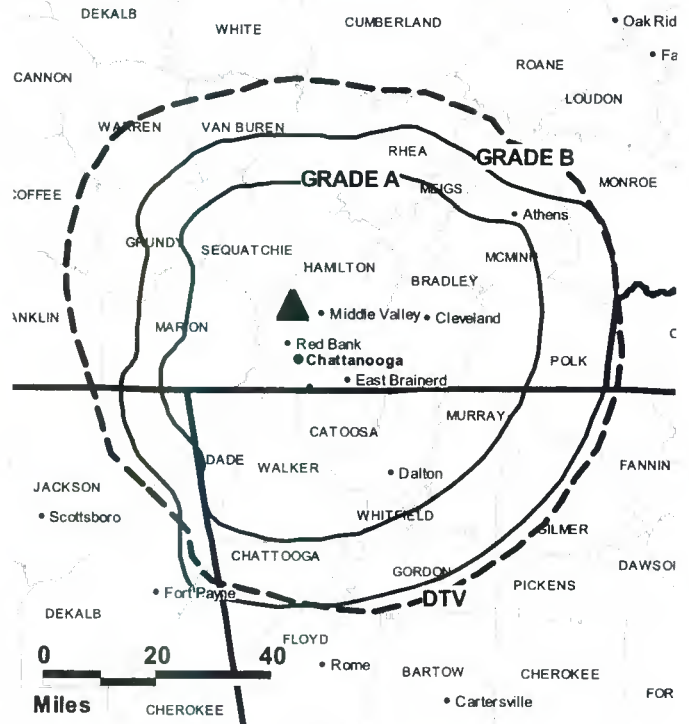 DEKALB
WHITE
CUMBERLAND
Oak Rid
Fa
CANNON
ROANE
LOUDON
WARREN
VAN BUREN
RHEA
GRADE B
GRADE A
MEIGS
MONROE
COFFEE
Athens
GRUNDY
SEQUATCHIE
MCMINN
HAMILTON
BRADLEY
ANKLIN
MARION
Middle Valley
Cleveland
C
Red Bank
Chattanooga
POLK
East Brainerd
MURRAY
CATOOSA
DADE
WALKER
Dalton
FANNIN
JACKSON
Scottsboro
WHITFIELD
GILMER
CHATTOOGA
GORDON
DAWSO
PICKENS
Fort Payne
DTV
DEKALB
FLOYD
0 20 40
Rome
BARTOW
CHEROKEE
Miles
CHEROKEE
Cartersville
FOR